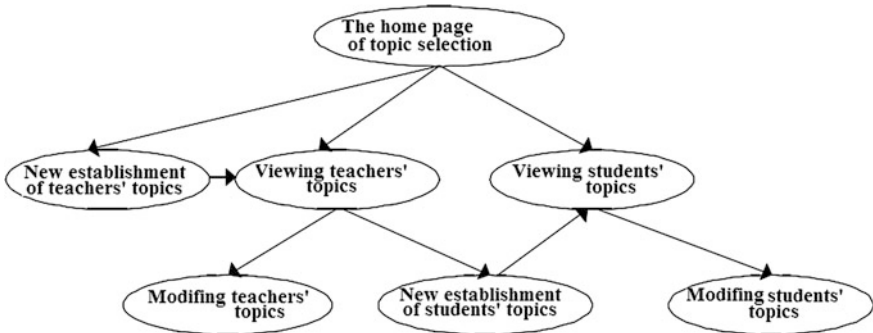 The home page
of topic selection
New establishment
of teachers' topics
Viewing teachers'
topics
Viewing students'
topics
Modifing teachers'
topics
New establishment
of students' topics
Modifing students'
topics